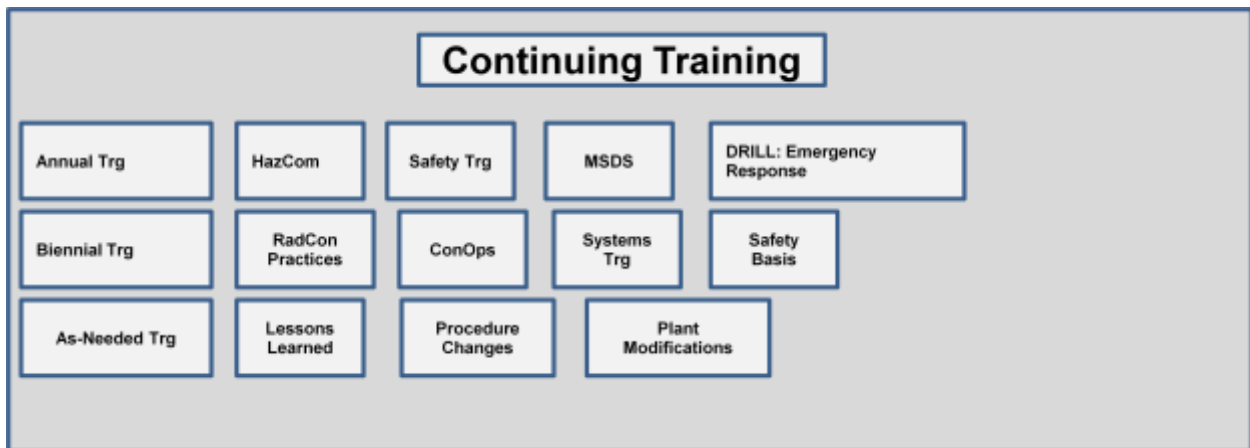 Continuing Training
Annual Trg
HazCom
Safety Trg
MSDS
DRILL: Emergency
Response
Biennial Trg
RadCon
Practices
ConOps
Systems
Trg
Safety
Basis
As-Needed Trg
Lessons
Learned
Procedure
Changes
Plant
Modifications